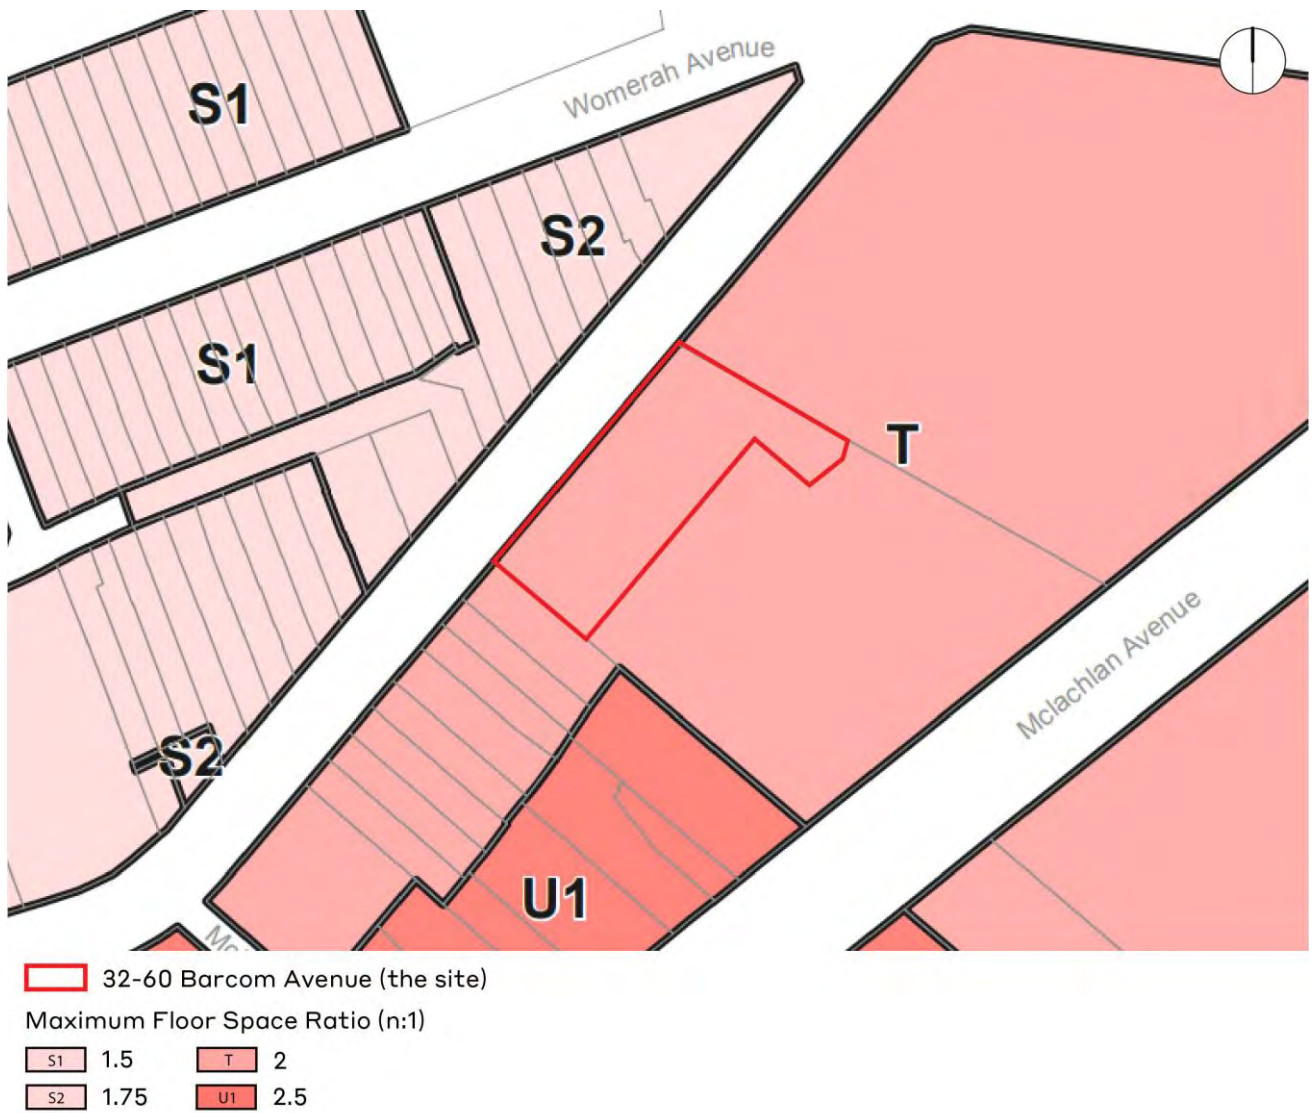 S1
Womerah Avenue
S2
S1
T
Mclachlan Avenue
S2
U1
32-60 Barcom Avenue (the site)
Maximum Floor Space Ratio (n:1)
S1 1.5 T 2
S2 1.75 U1 2.5